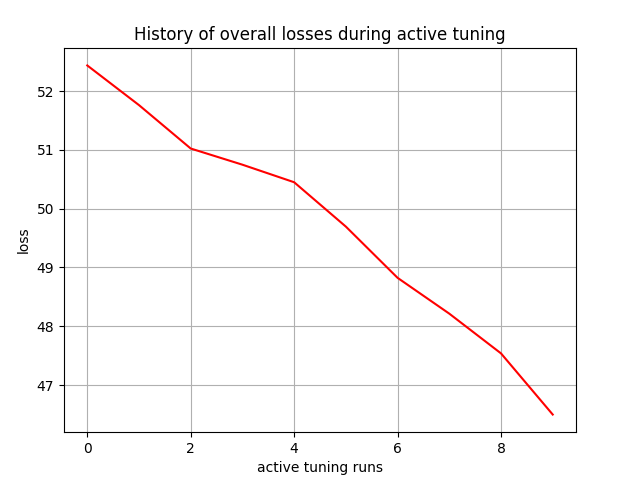 History of overall losses during active tuning
52
51
50
49
48
47
loss
0 2 4 6 8
active tuning runs